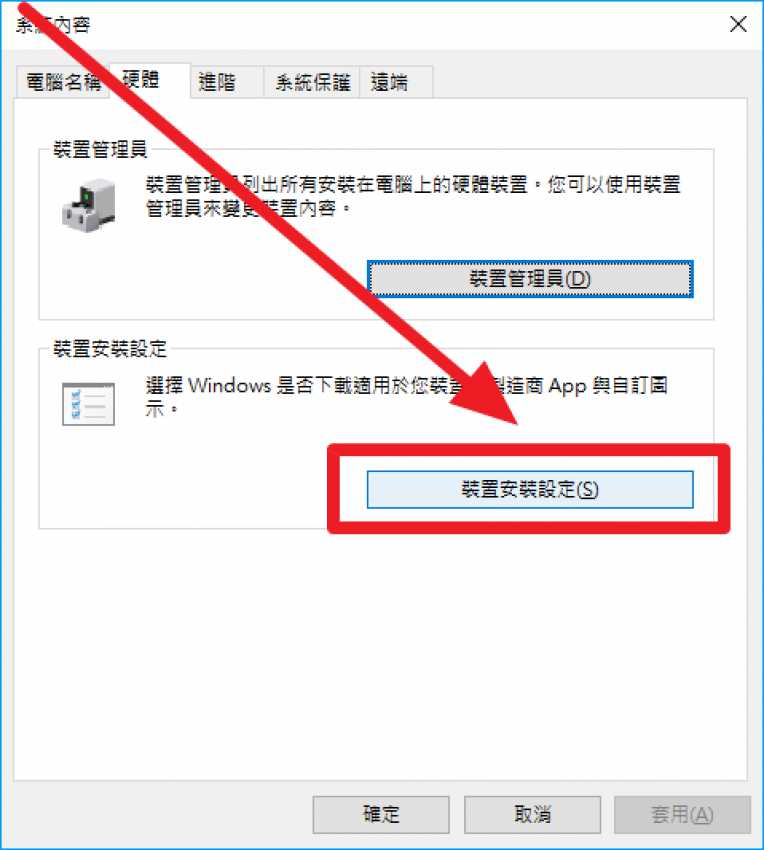 系統內容
電腦名稱 硬體 進階 系統保護 遠端
裝置管理員
裝置管理員列出所有安裝在電腦上的硬體裝置。您可以使用裝置
管理員來變更裝置內容。
裝置管理員(D)
裝置安裝設定
選擇 Windows 是否下載適用於您裝置 製造商 App 與自訂圖
示。
裝置安裝設定(S)
確定 取消 套用(A)